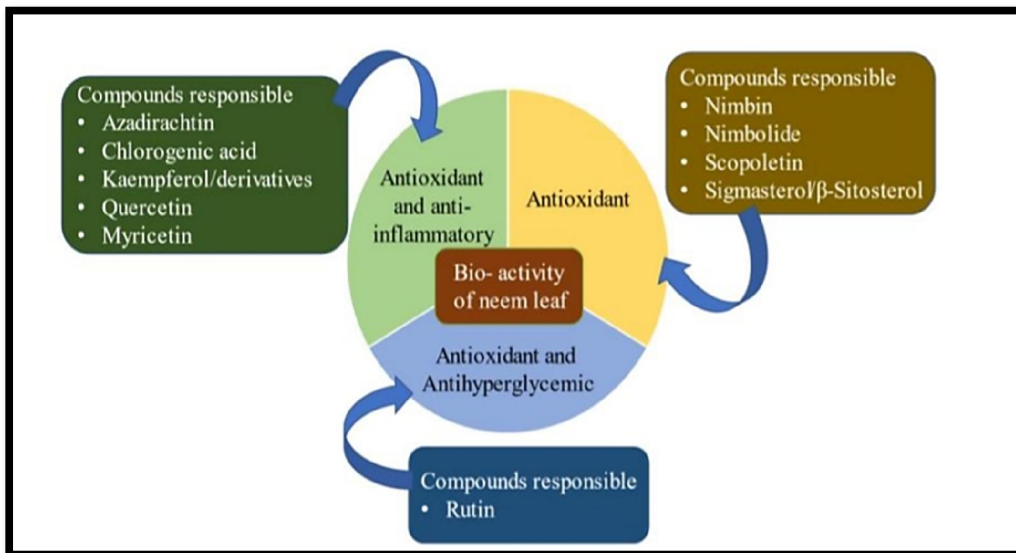 Compounds responsible
• Azadirachtin
• Chlorogenic acid
• Kaempferol/derivatives
• Quercetin
• Myricetin
Antioxidant
and anti-
inflammatory
Antioxidant
Compounds responsible
• Nimbin
• Nimbolide
• Scopoletin
• Sigmasterol/β-Sitosterol
Bio- activity
of neem leaf
Antioxidant and
Antihyperglycemic
Compounds responsible
• Rutin